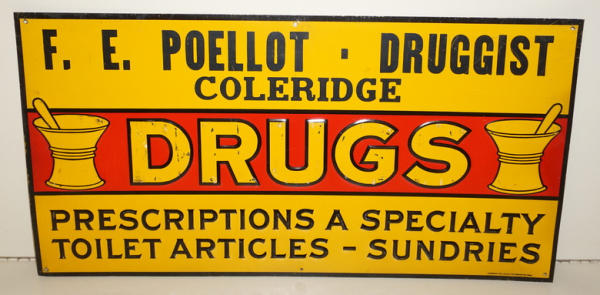 F. E. POELLOT · DRUGGIST
COLERIDGE
DRUGS
PRESCRIPTIONS A SPECIALTY
TOILET ARTICLES - SUNDRIES